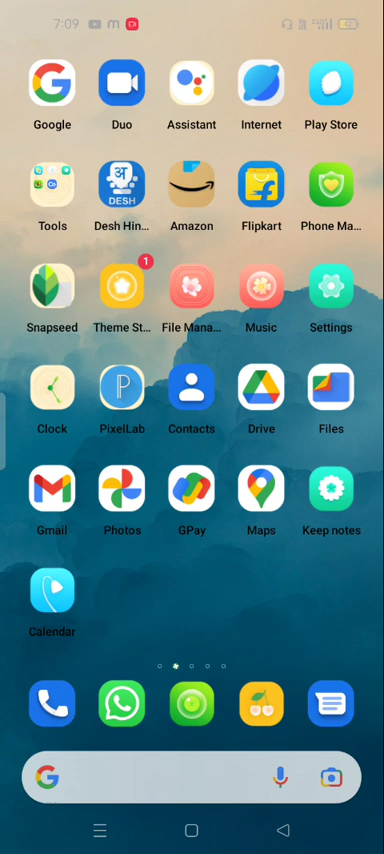 7:09
Google Duo Assistant Internet Play Store
अ
DESH
Tools Desh Hin... Amazon Flipkart Phone Ma...
1
Snapseed Theme St... File Mana... Music Settings
Clock PixelLab Contacts Drive Files
Gmail Photos GPay Maps Keep notes
Calendar